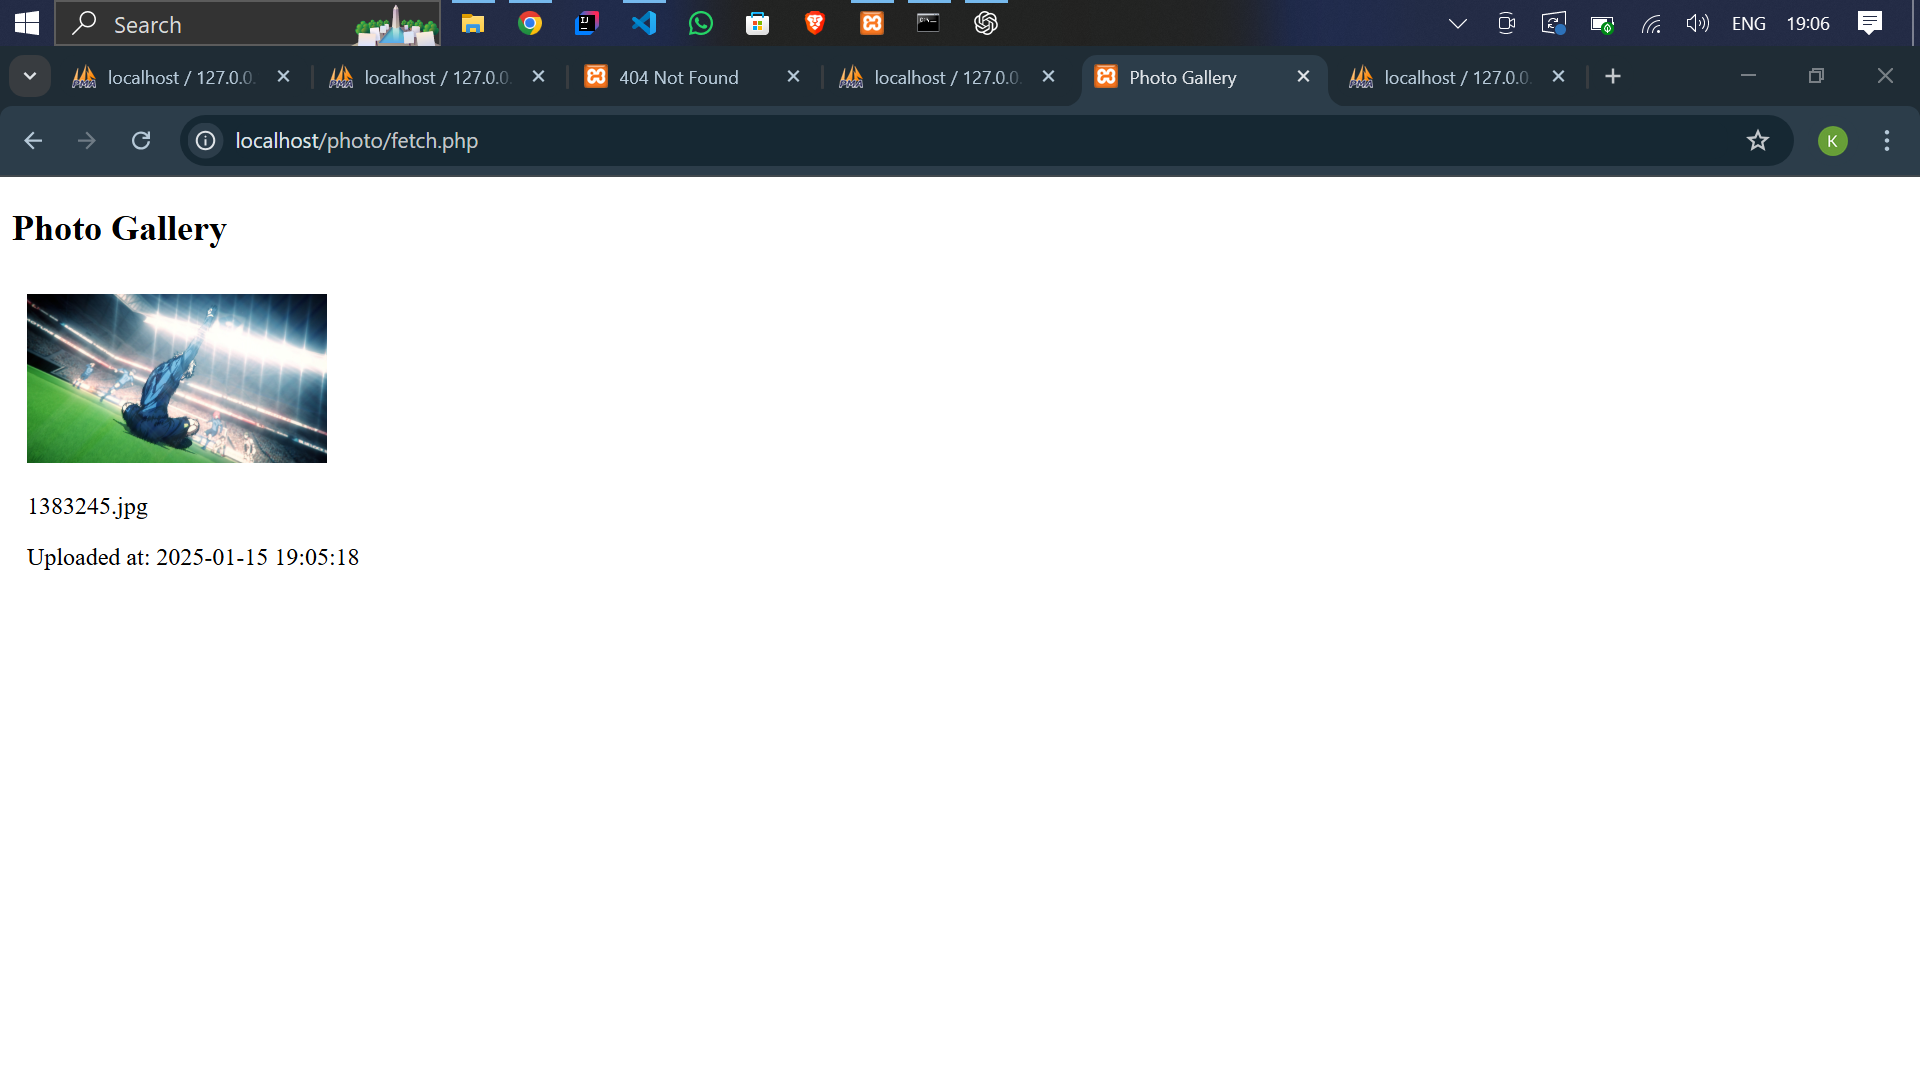 Search
ENG
19:06
localhost / 127.0.0.
localhost / 127.0.0.
404 Not Found
localhost / 127.0.0.
Photo Gallery
localhost / 127.0.0.
localhost/photo/fetch.php
K
Photo Gallery
1383245.jpg
Uploaded at: 2025-01-15 19:05:18